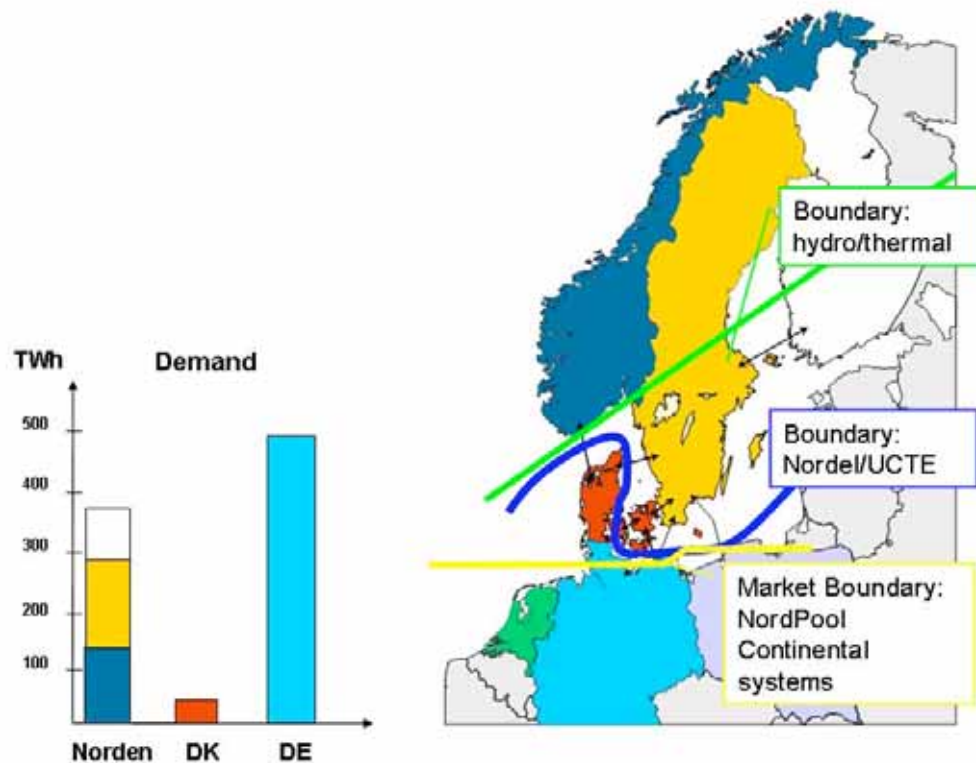 TWh
Demand
500
400
300
200
100
Norden
DK
DE
Boundary:
hydro/thermal
Boundary:
Nordel/UCTE
Market Boundary:
NordPool
Continental
systems